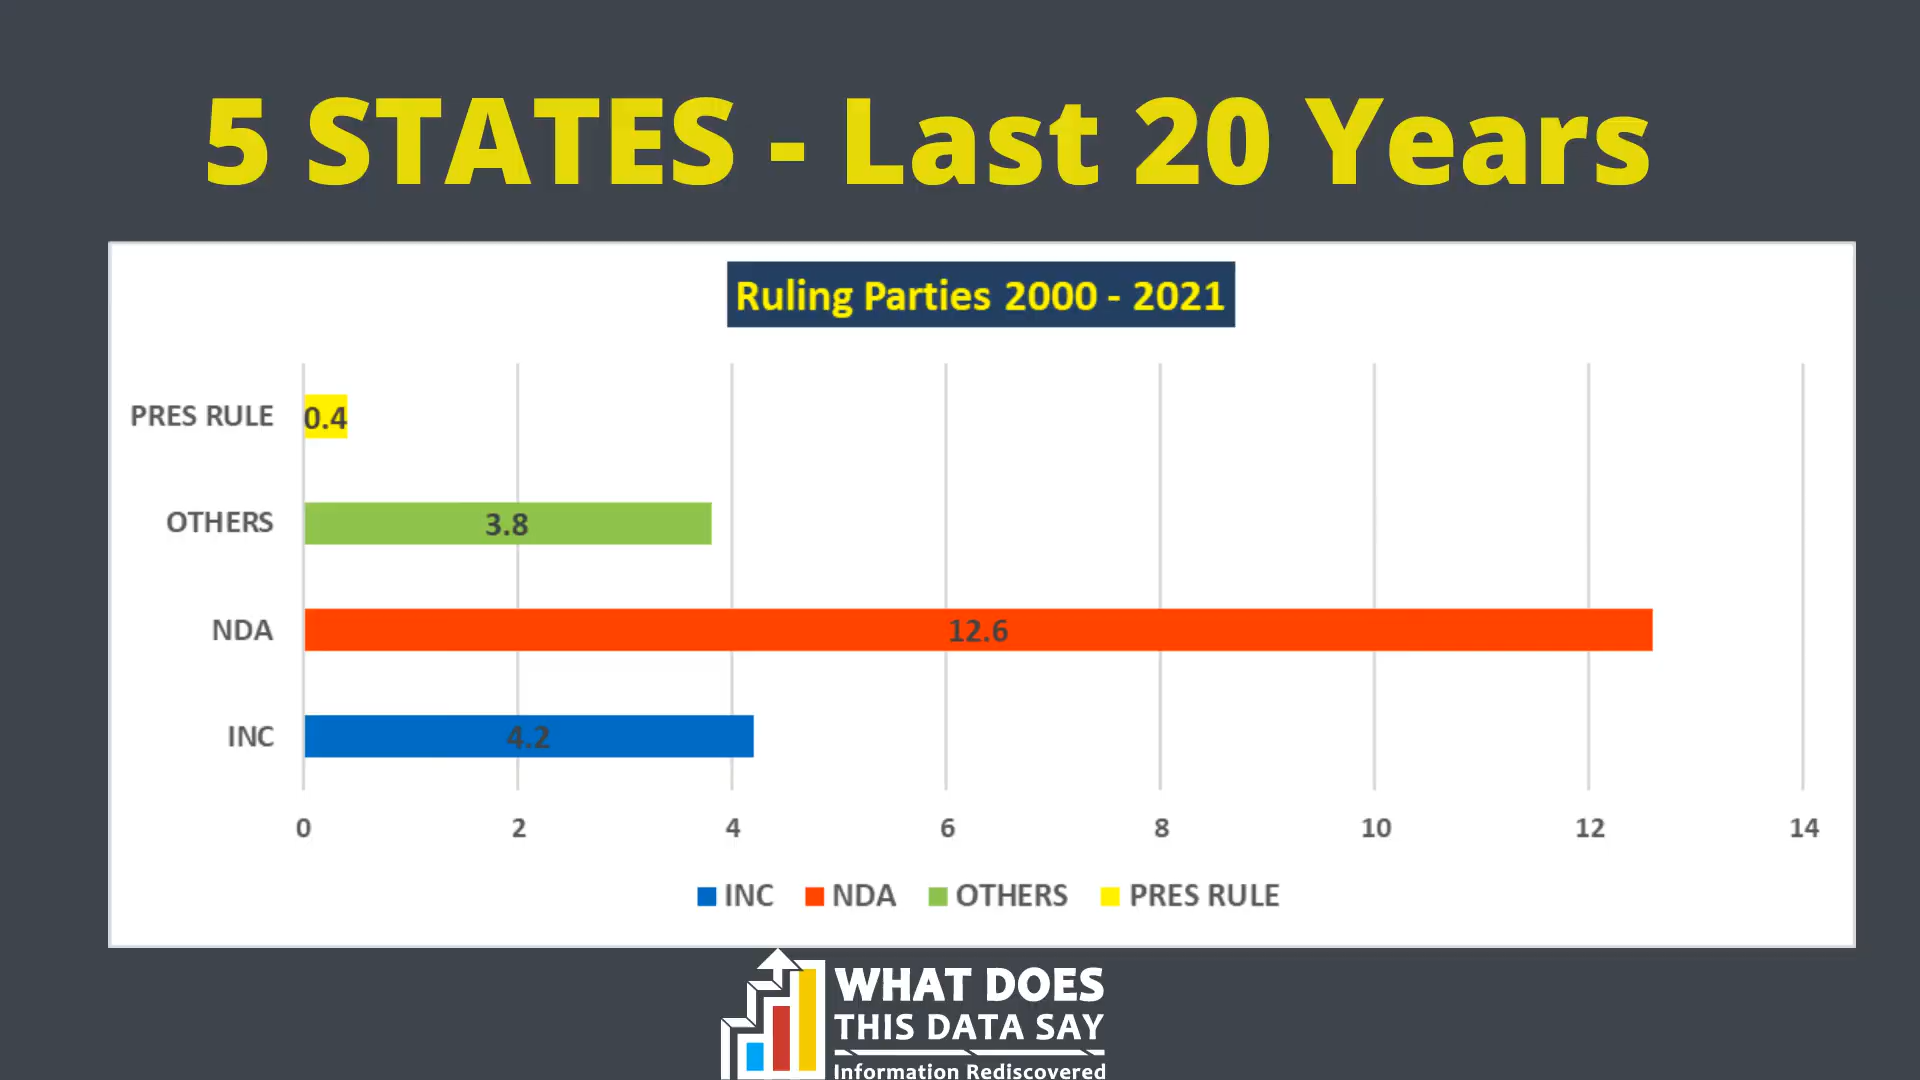 5 STATES - Last 20 Years
Ruling Parties 2000 - 2021
PRES RULE
0.4
OTHERS
3.8
NDA
12.6
INC
4.2
0 2 4 6 8 10 12 14
INC NDA OTHERS PRES RULE
WHAT DOES
THIS DATA SAY
Information Rediscovered